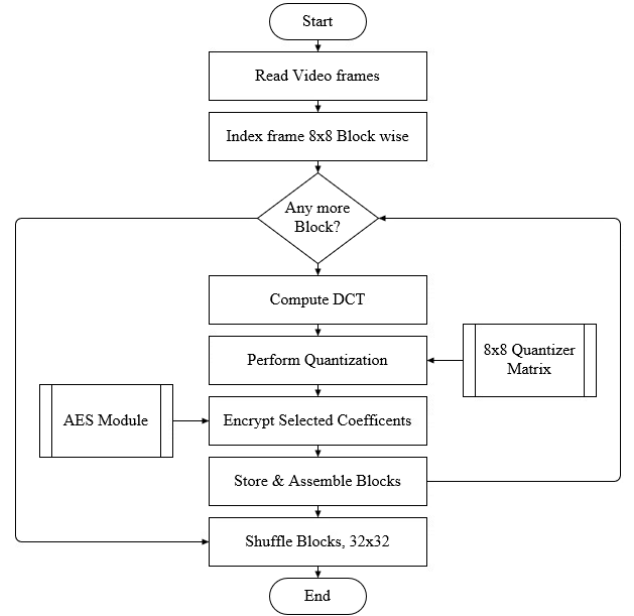 Start
Read Video frames
Index frame 8x8 Block wise
Any more
Block?
Compute DCT
Perform Quantization
8x8 Quantizer
Matrix
AES Module
Encrypt Selected Coefficents
Store & Assemble Blocks
Shuffle Blocks, 32x32
End